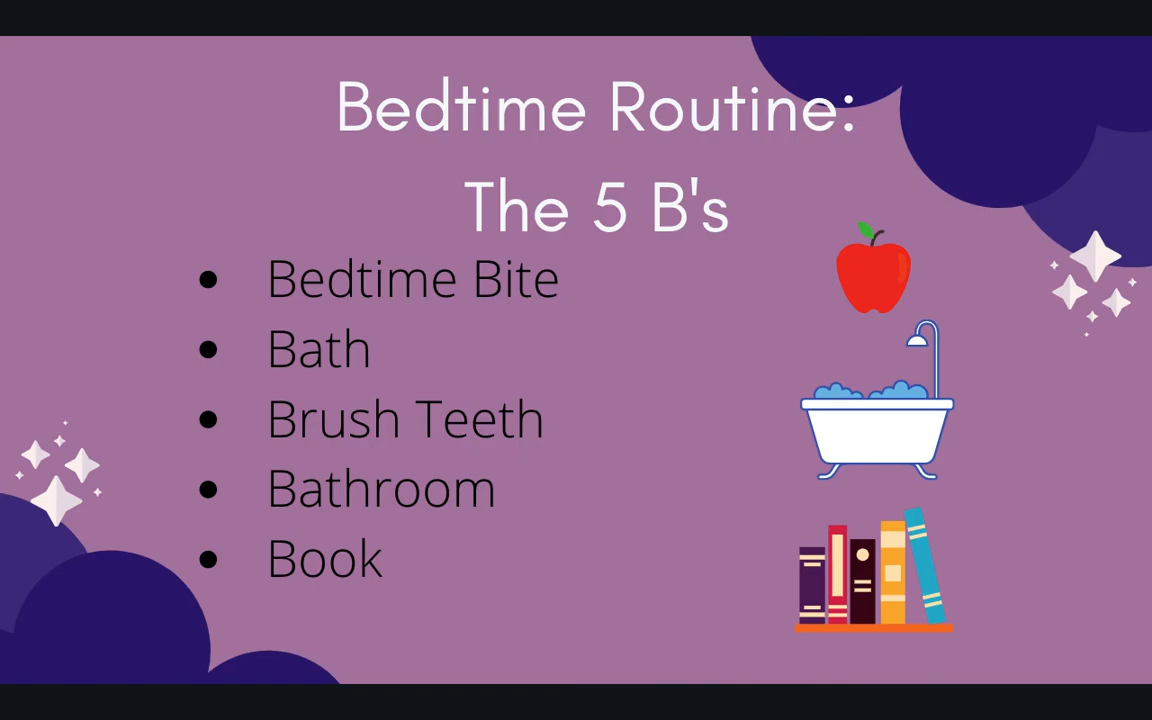 Bedtime Routine:
The 5 B's
• Bedtime Bite
• Bath
• Brush Teeth
• Bathroom
• Book